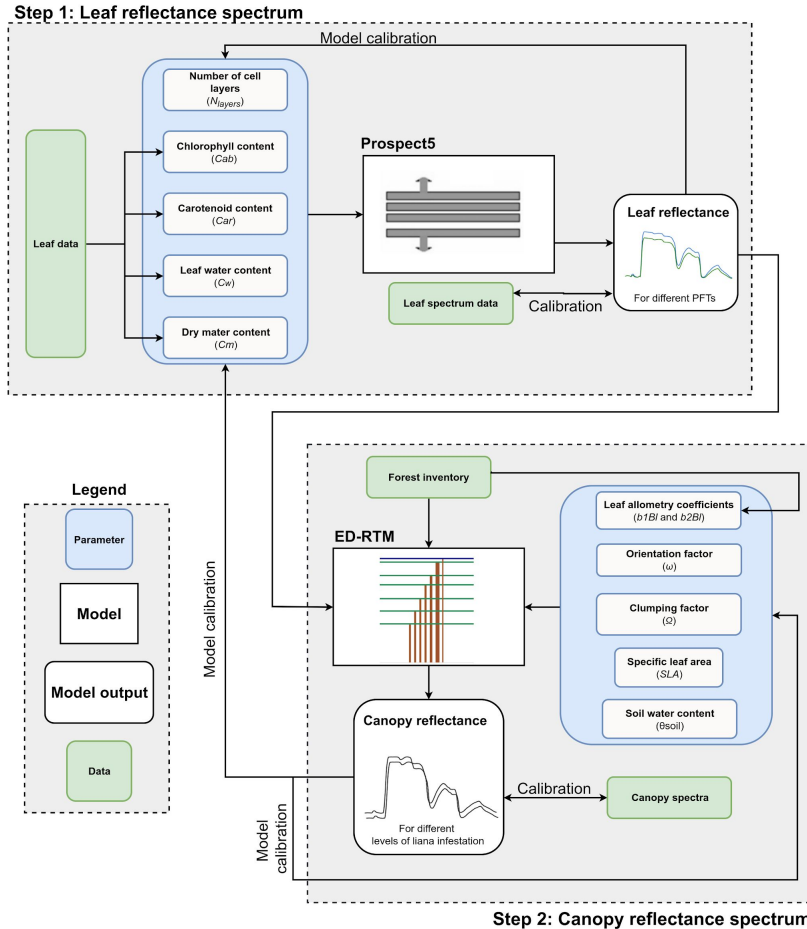 Step 1: Leaf reflectance spectrum
Model calibration
Number of cell
layers
(Nlayers)
Chlorophyll content
(Cab)
Carotenoid content
(Car)
Leaf water content
(Cw)
Dry mater content
(Cm)
Leaf data
Prospect5
Leaf reflectance
For different PFTs
Leaf spectrum data
Calibration
Legend
Parameter
Model
Model output
Data
Model calibration
Forest inventory
ED-RTM
Leaf allometry coefficients
(b1Bl and b2Bl)
Orientation factor
(ω)
Clumping factor
(Ω)
Specific leaf area
(SLA)
Soil water content
(θsoil)
Canopy reflectance
For different
levels of liana infestation
Calibration
Canopy spectra
Model
calibration
Step 2: Canopy reflectance spectrum